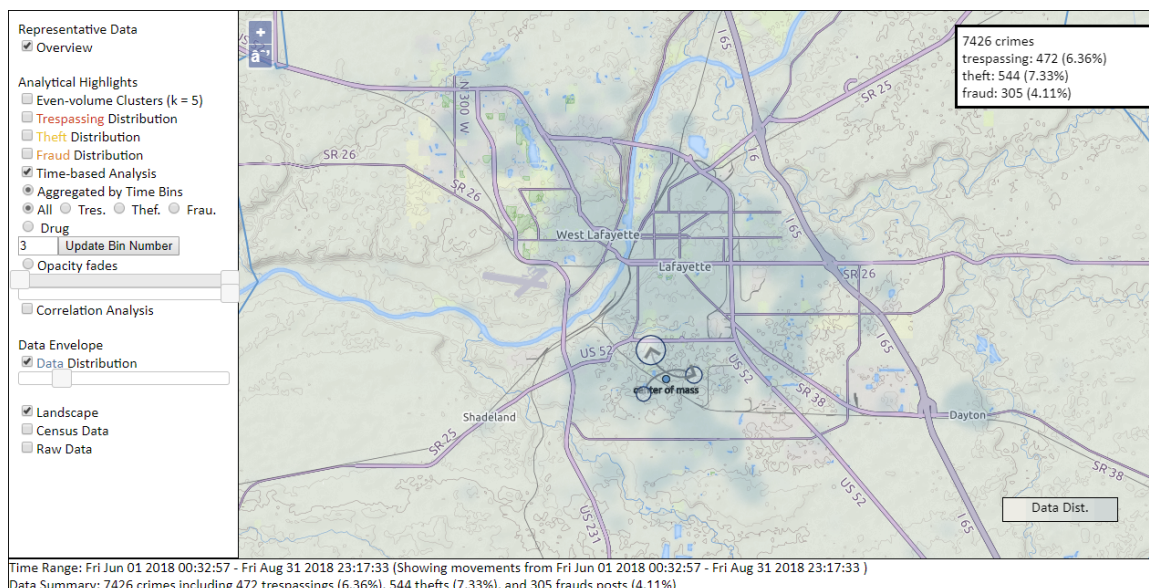 Representative Data
Overview
Analytical Highlights
Even-volume Clusters (k = 5)
Trespassing Distribution
Theft Distribution
Fraud Distribution
Time-based Analysis
Aggregated by Time Bins
All Tres. Thef. Frau.
Drug
3 Update Bin Number
Opacity fades
Correlation Analysis
Data Envelope
Data Distribution
Landscape
Census Data
Raw Data
+
â€“
7426 crimes
trespassing: 472 (6.36%)
theft: 544 (7.33%)
fraud: 305 (4.11%)
I 65
SR 25
N 300 W
I 6
SR 26
SR 26
I 65
West Lafayette
Lafayette
SR 26
US 52
I 65
US 52
center of mass
SR 38
Shadeland
Dayton
SR 25
SR 38
US 52
US 231
I 65
Data Dist.
Time Range: Fri Jun 01 2018 00:32:57 - Fri Aug 31 2018 23:17:33 (Showing movements from Fri Jun 01 2018 00:32:57 - Fri Aug 31 2018 23:17:33 )
Data Summary: 7426 crimes including 472 trespassings (6.36%), 544 thefts (7.33%), and 305 frauds posts (4.11%)